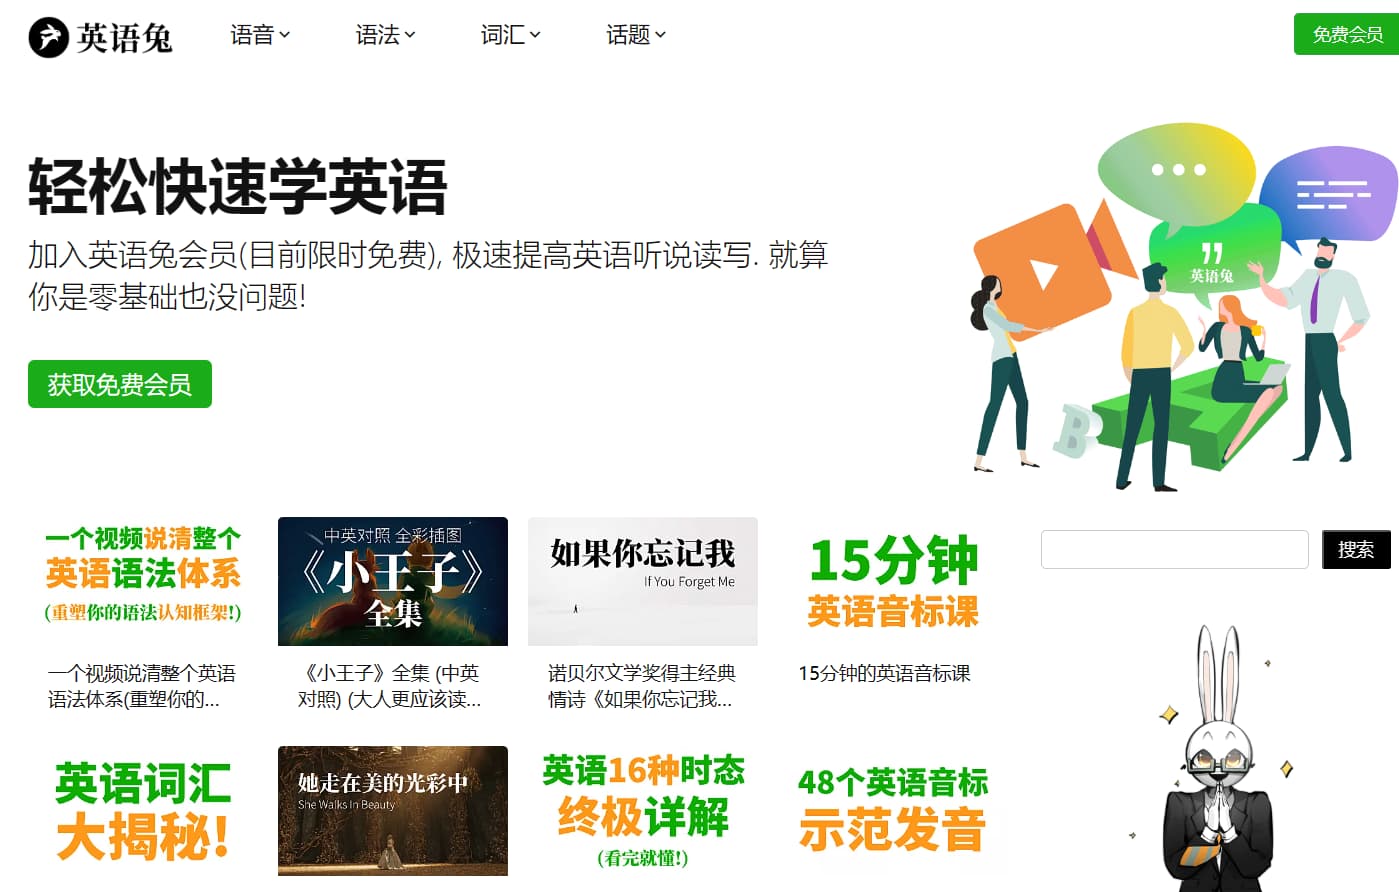 英语兔
语音
语法
词汇
话题
免费会员
轻松快速学英语
加入英语兔会员(目前限时免费), 极速提高英语听说读写. 就算
你是零基础也没问题!
获取免费会员
英语兔
B
一个视频说清整个
英语语法体系
(重塑你的语法认知框架!)
一个视频说清整个英语
语法体系(重塑你的...
中英对照 全彩插图
《小王子》
全集
《小王子》全集 (中英
对照) (大人更应该读...
如果你忘记我
If You Forget Me
诺贝尔文学奖得主经典
情诗《如果你忘记我...
15分钟
英语音标课
15分钟的英语音标课
搜索
英语词汇
大揭秘!
她走在美的光彩中
She Walks In Beauty
英语16种时态
终极详解
(看完就懂!)
48个英语音标
示范发音